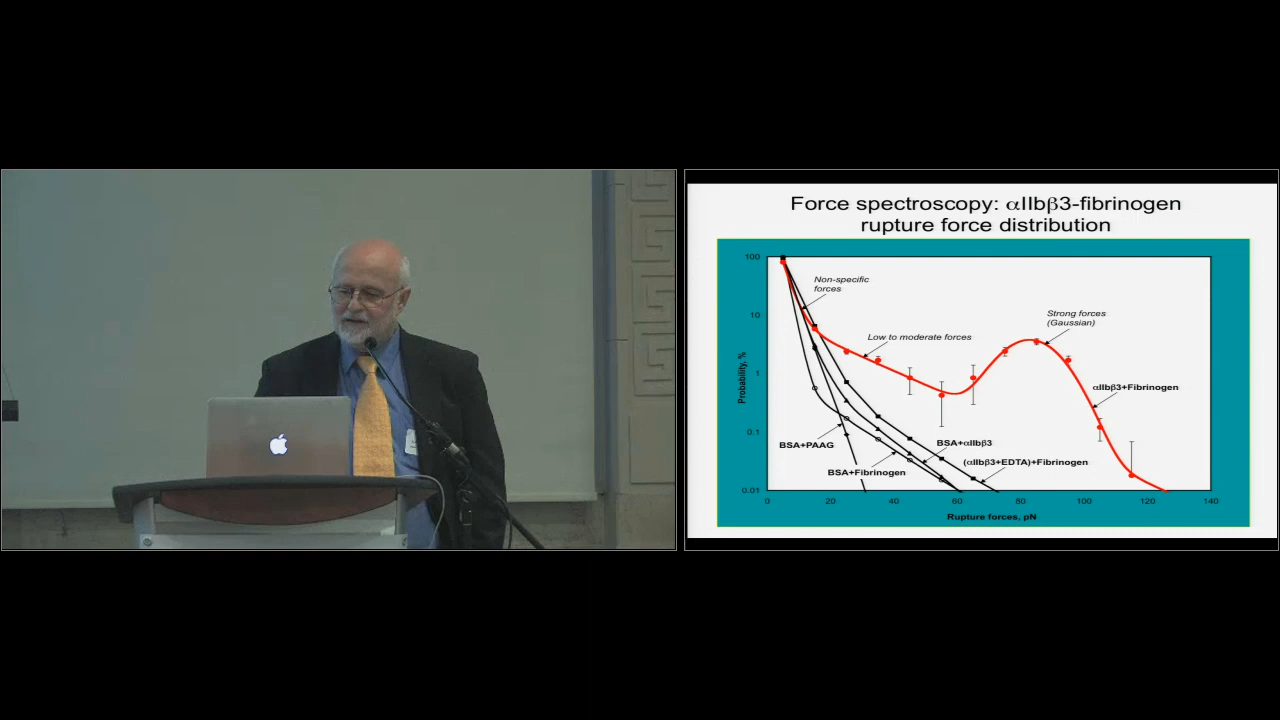 Force spectroscopy: αIIbβ3-fibrinogen
rupture force distribution
100
10
1
0.1
0.01
Probability, %
Non-specific
forces
Low to moderate forces
Strong forces
(Gaussian)
αIIbβ3+Fibrinogen
BSA+PAAG
BSA+Fibrinogen
BSA+αIIbβ3
(αIIbβ3+EDTA)+Fibrinogen
0 20 40 60 80 100 120 140
Rupture forces, pN